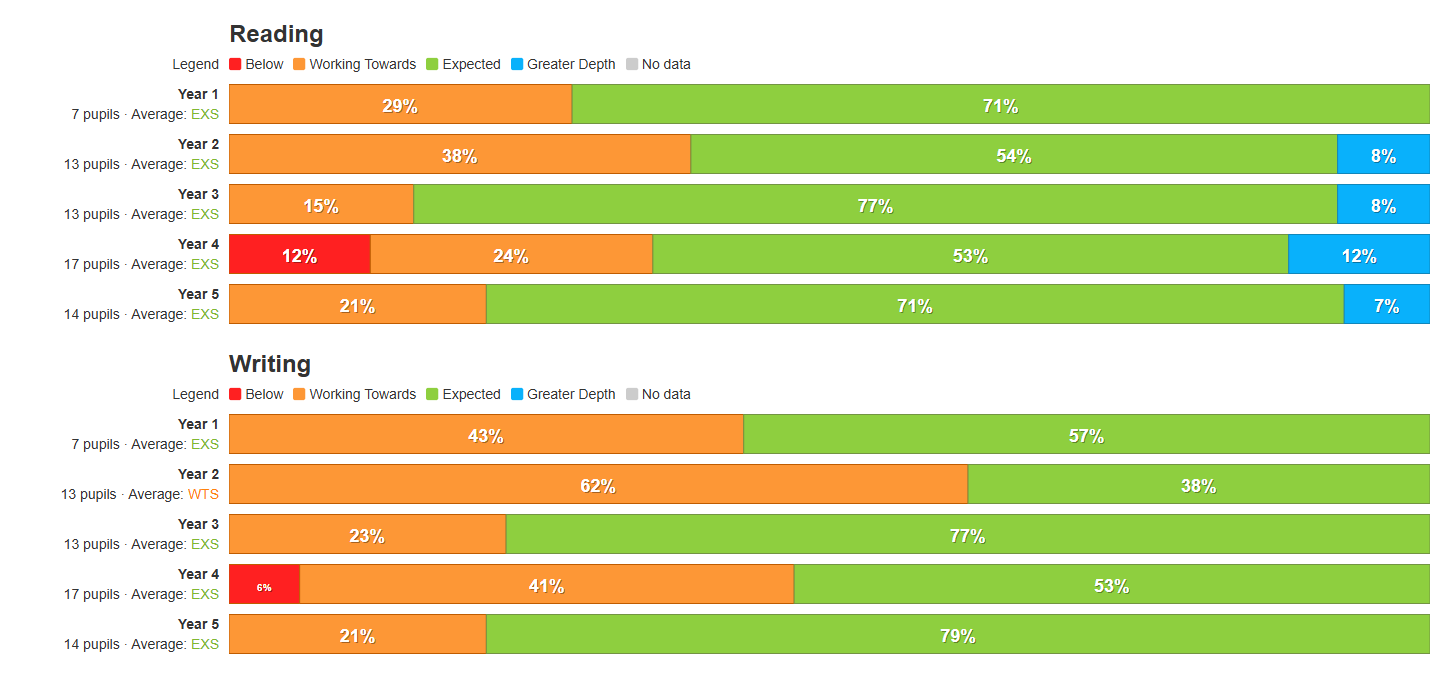 Reading
Legend Below Working Towards Expected Greater Depth No data
Year 1
7 pupils · Average: EXS 29% 71%
Year 2
13 pupils · Average: EXS 38% 54% 8%
Year 3
13 pupils · Average: EXS 15% 77% 8%
Year 4
17 pupils · Average: EXS 12% 24% 53% 12%
Year 5
14 pupils · Average: EXS 21% 71% 7%
Writing
Legend Below Working Towards Expected Greater Depth No data
Year 1
7 pupils · Average: EXS 43% 57%
Year 2
13 pupils · Average: WTS 62% 38%
Year 3
13 pupils · Average: EXS 23% 77%
Year 4
17 pupils · Average: EXS 6% 41% 53%
Year 5
14 pupils · Average: EXS 21% 79%